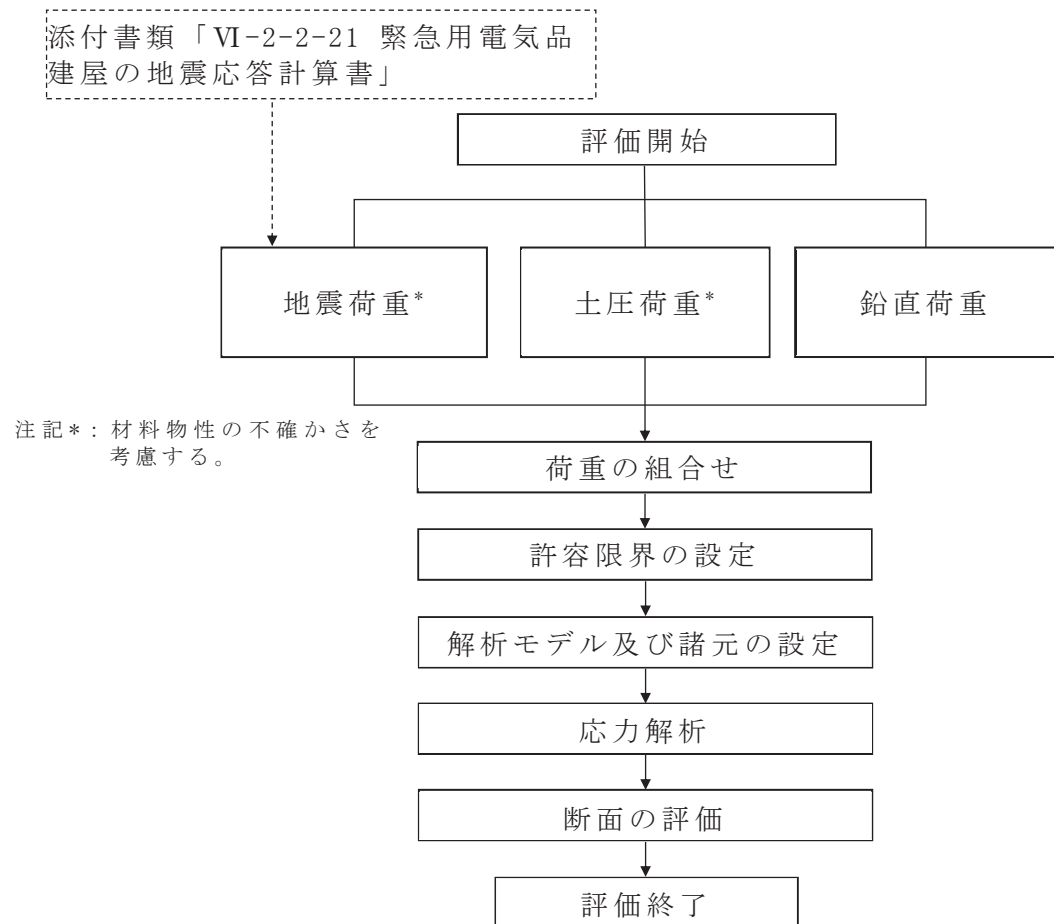 添付書類「Ⅵ-2-2-21 緊急用電気品
建屋の地震応答計算書」
評価開始
地震荷重*
土圧荷重*
鉛直荷重
注記*：材料物性の不確かさを
考慮する。
荷重の組合せ
許容限界の設定
解析モデル及び諸元の設定
応力解析
断面の評価
評価終了